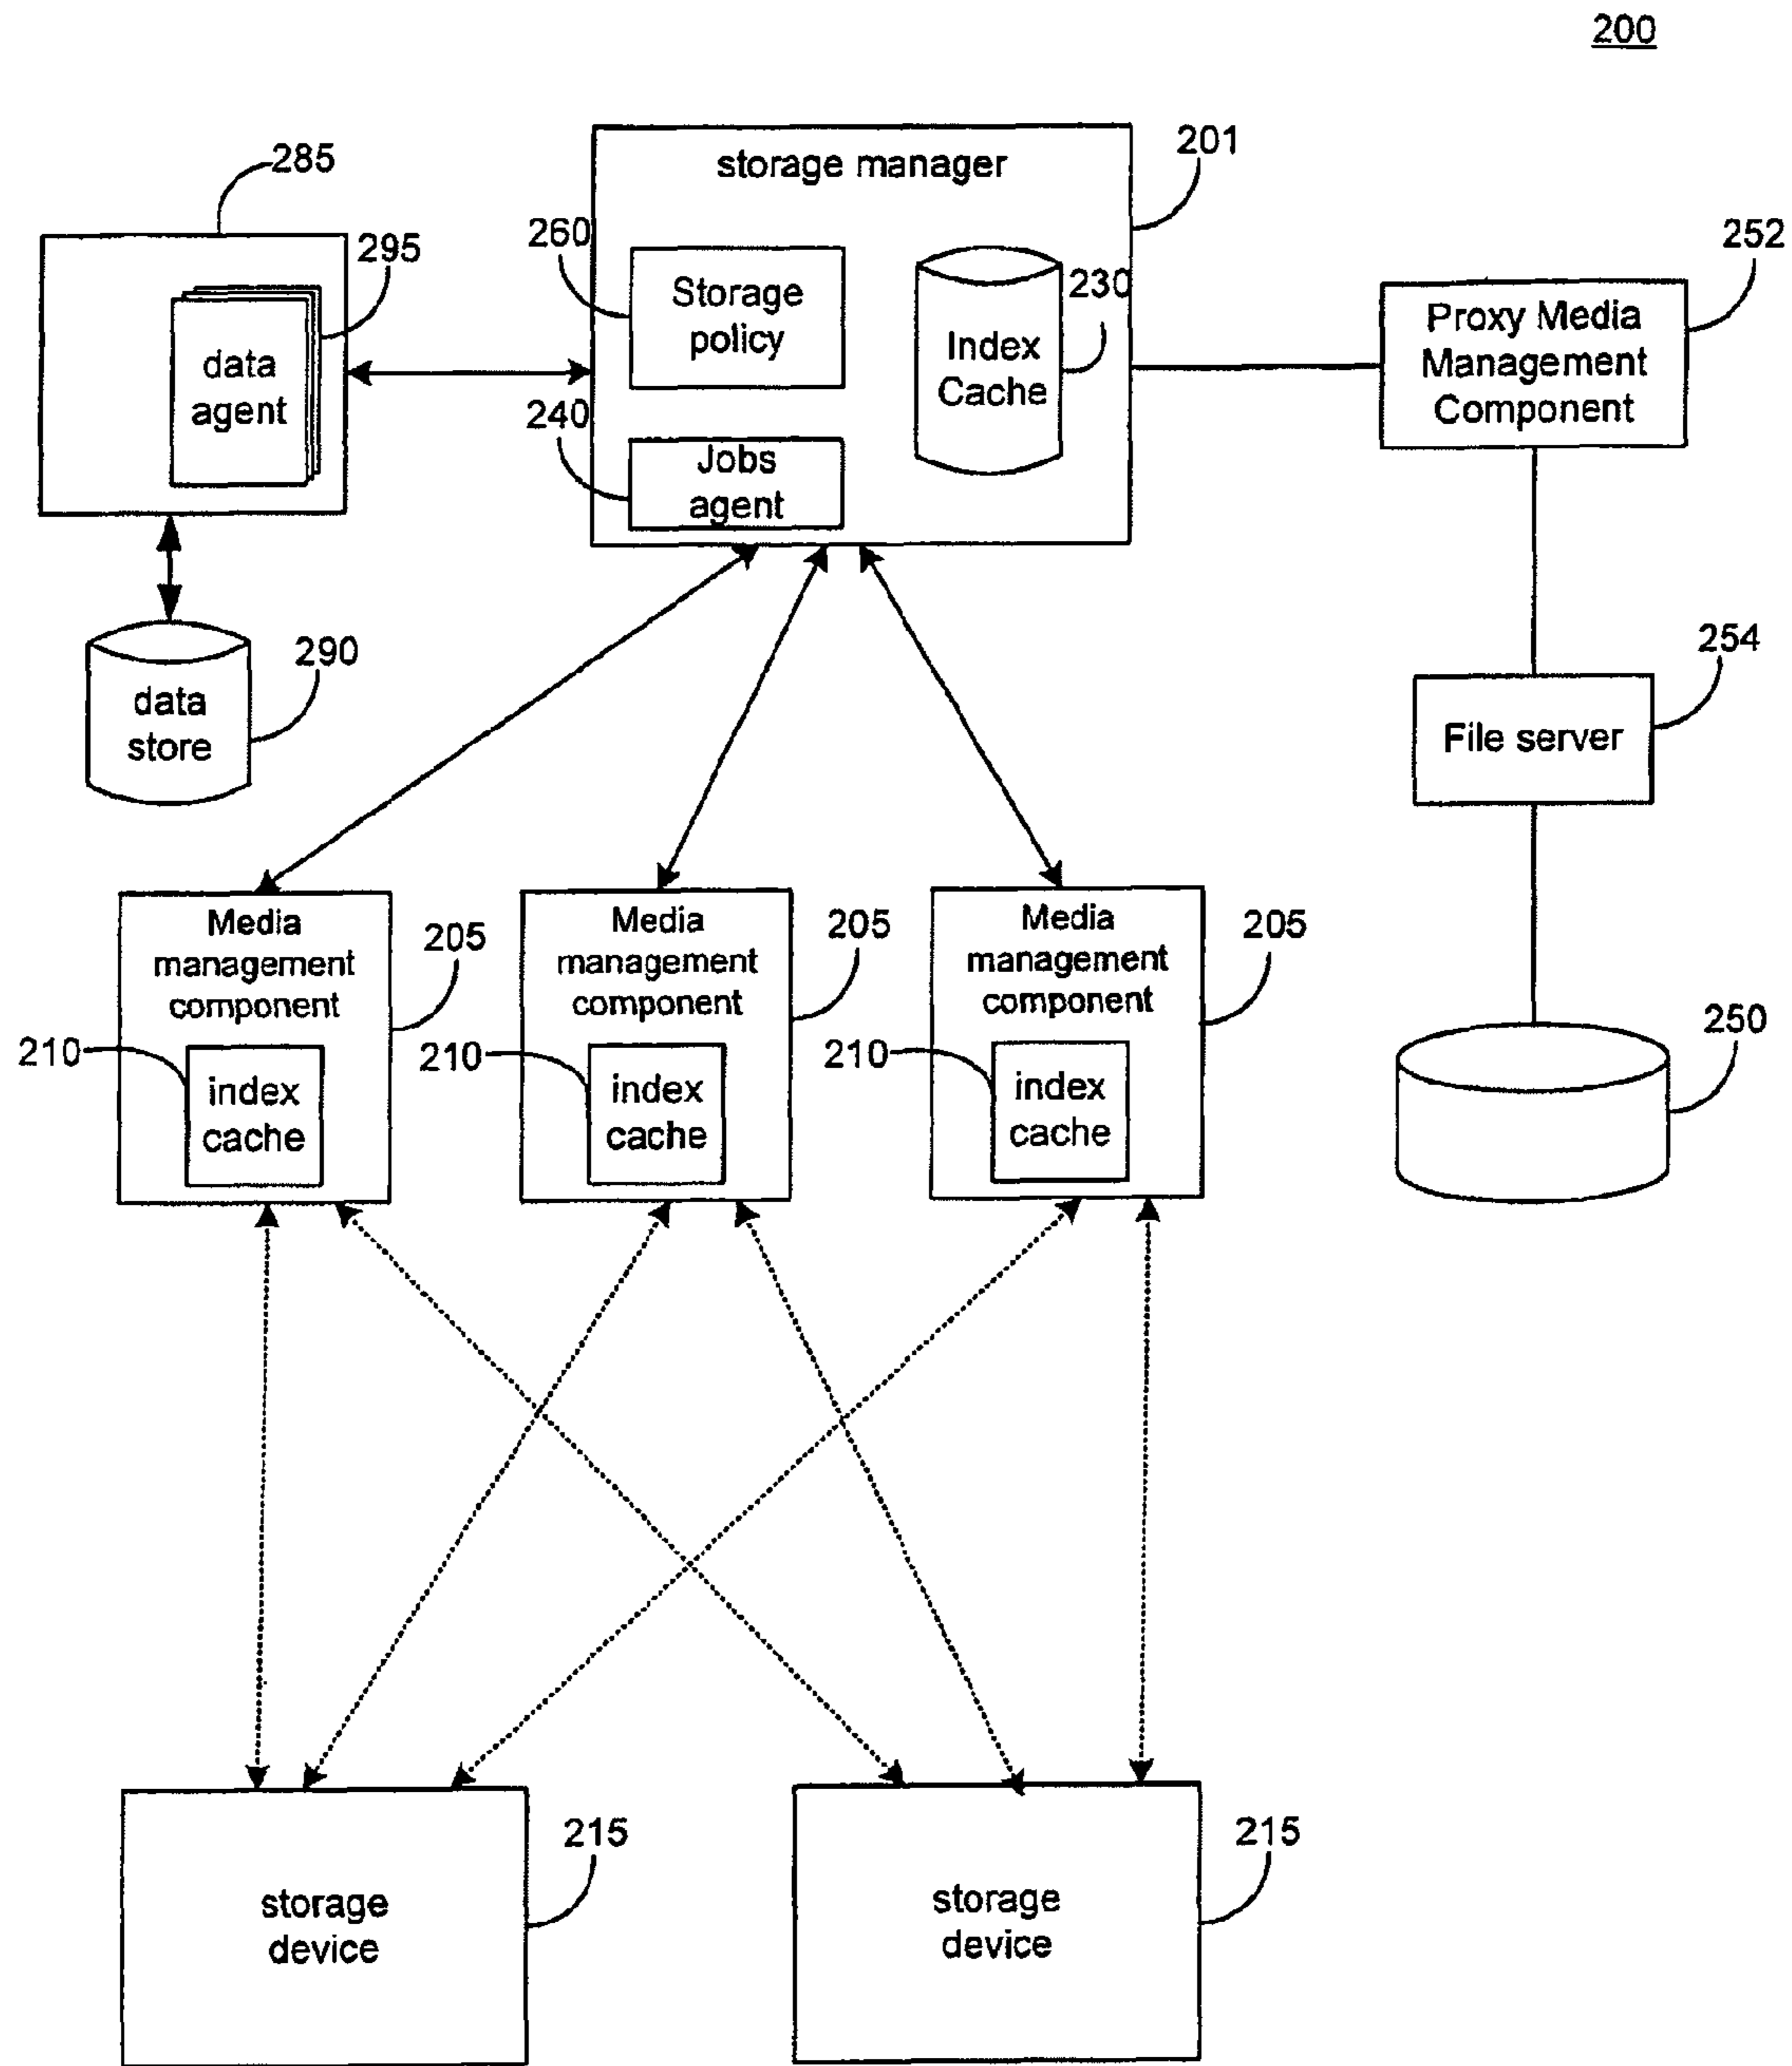 200
285
295
data
agent
290
data
store
storage manager
201
260
Storage
policy
230
Index
Cache
240
Jobs
agent
252
Proxy Media
Management
Component
254
File server
250
Media
management
component
205
210
index
cache
Media
management
component
205
210
index
cache
Media
management
component
205
210
index
cache
storage
device
215
storage
device
215